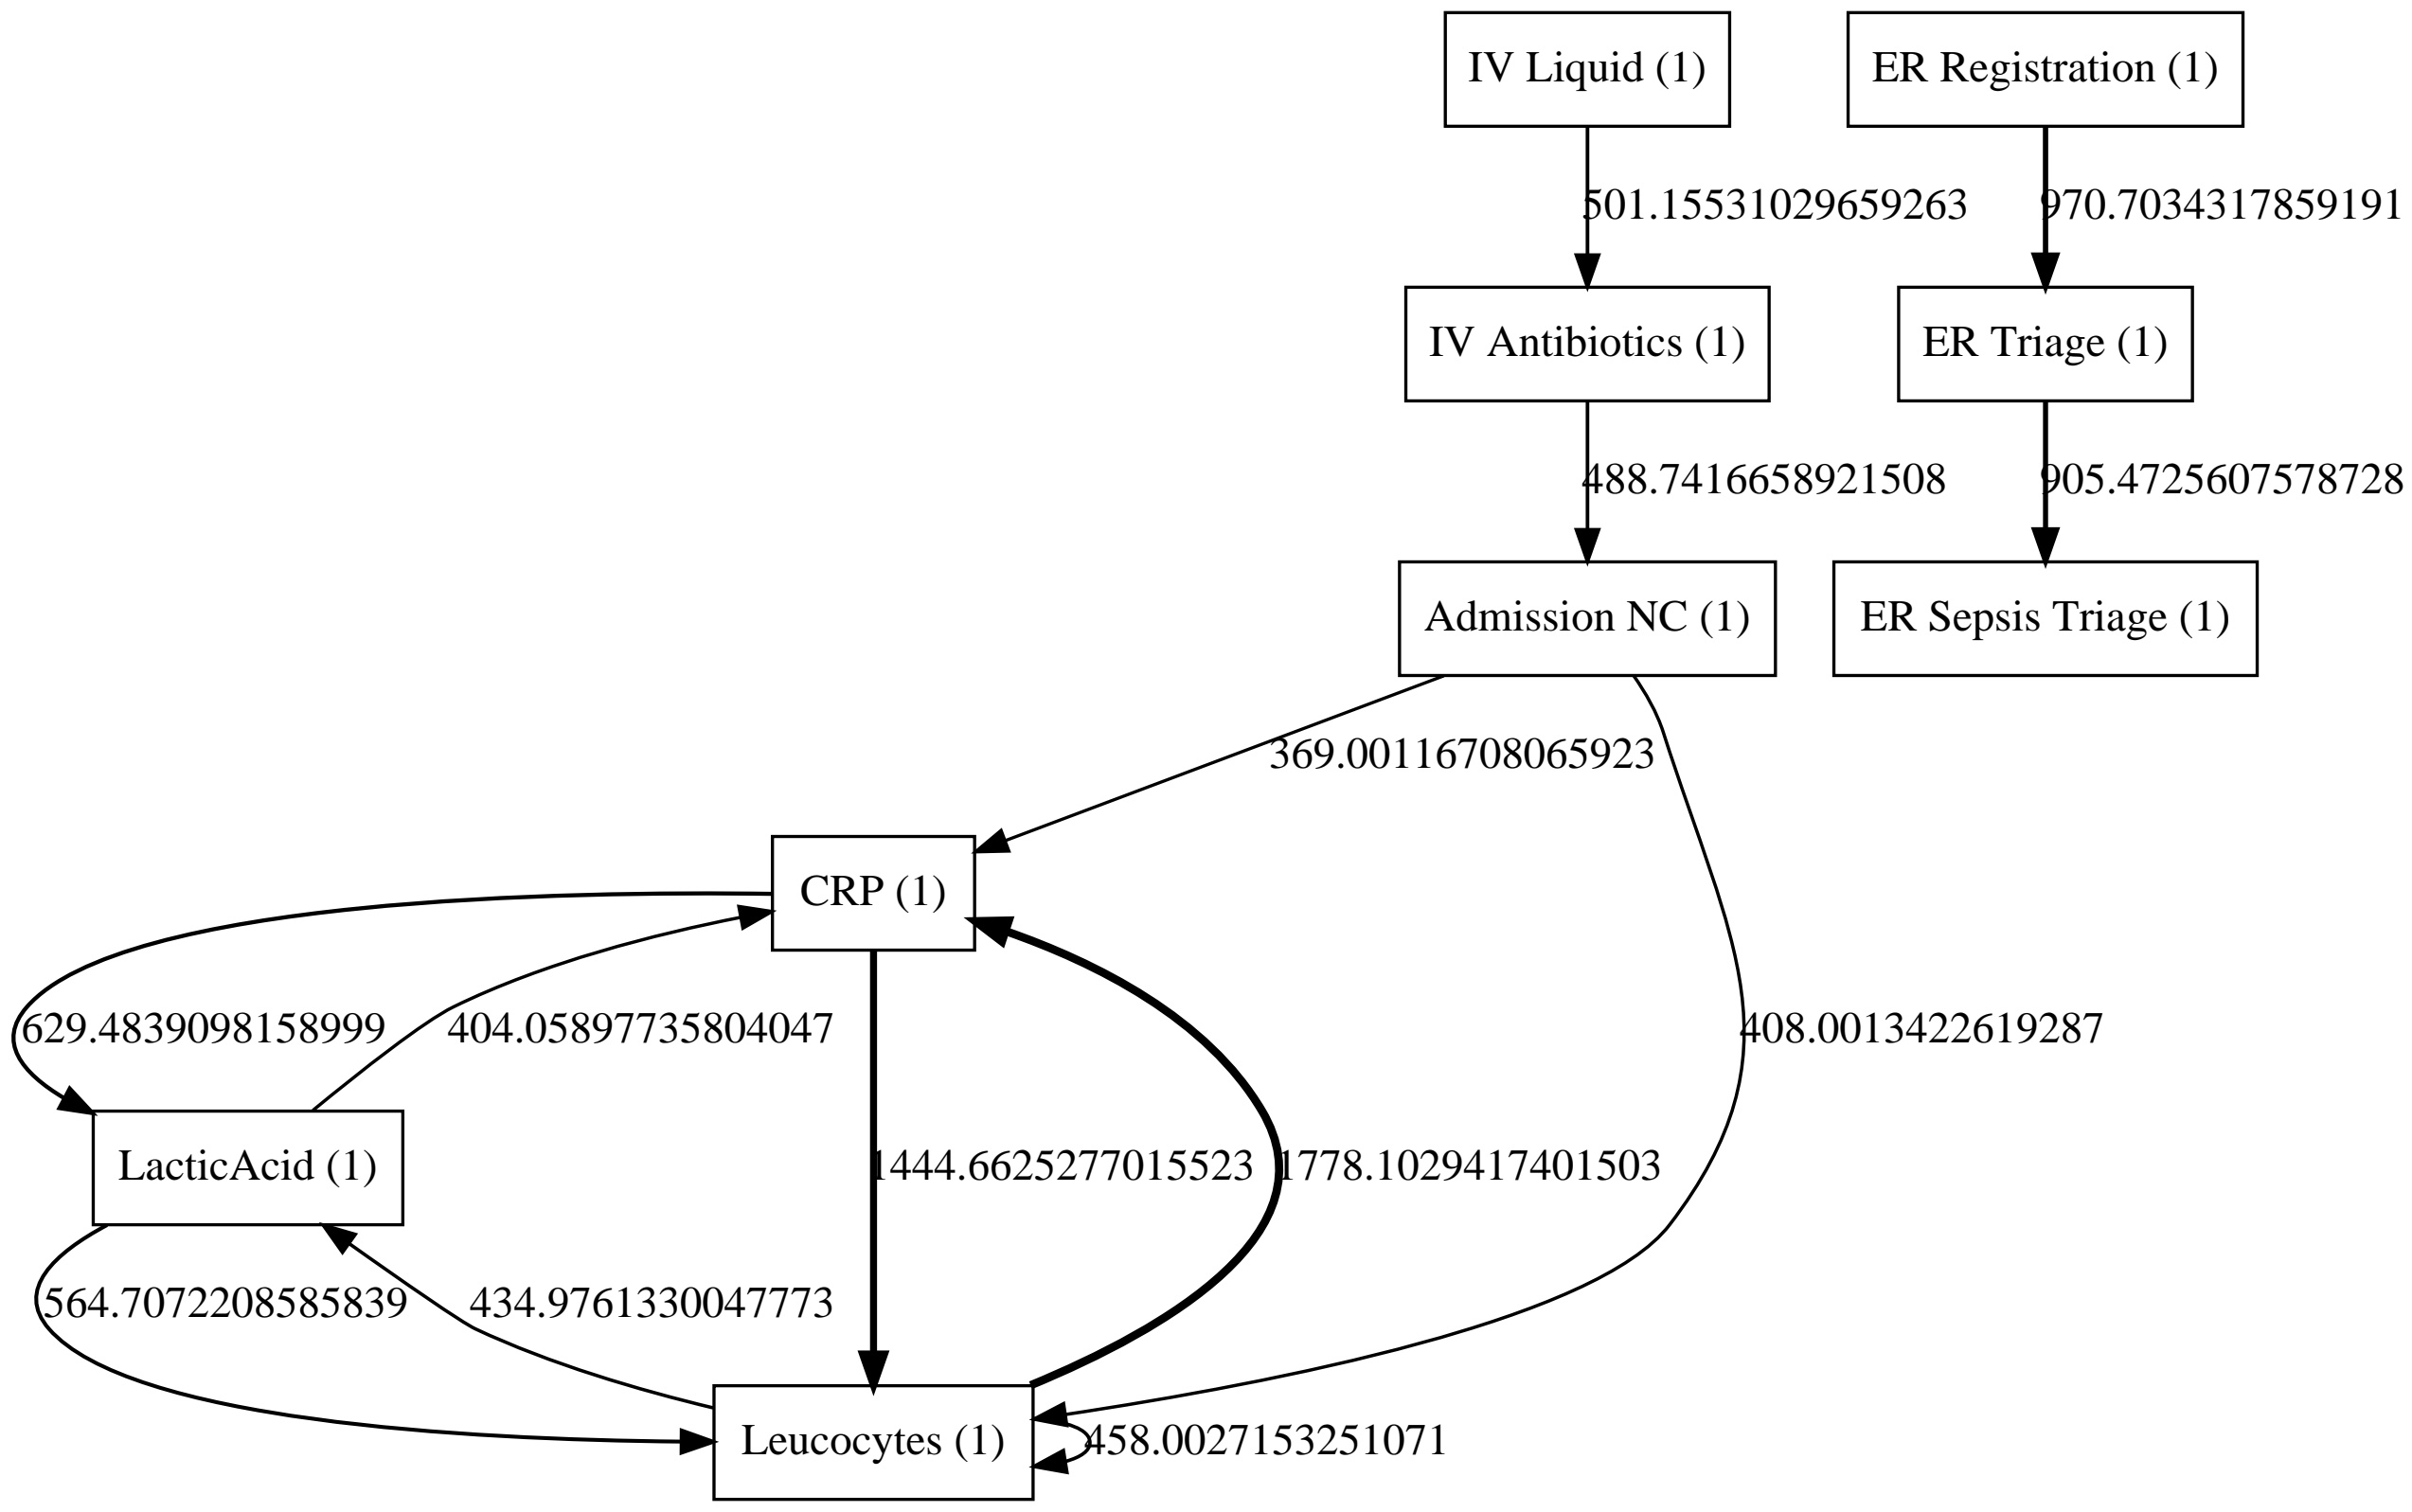 IV Liquid (1)
ER Registration (1)
501.15531029659263
970.7034317859191
IV Antibiotics (1)
ER Triage (1)
488.7416658921508
905.4725607578728
Admission NC (1)
ER Sepsis Triage (1)
369.00116708065923
CRP (1)
629.4839098158999
404.05897735804047
408.0013422619287
LacticAcid (1)
1444.6625277015523
1778.1029417401503
564.7072208585839
434.9761330047773
Leucocytes (1)
458.0027153251071